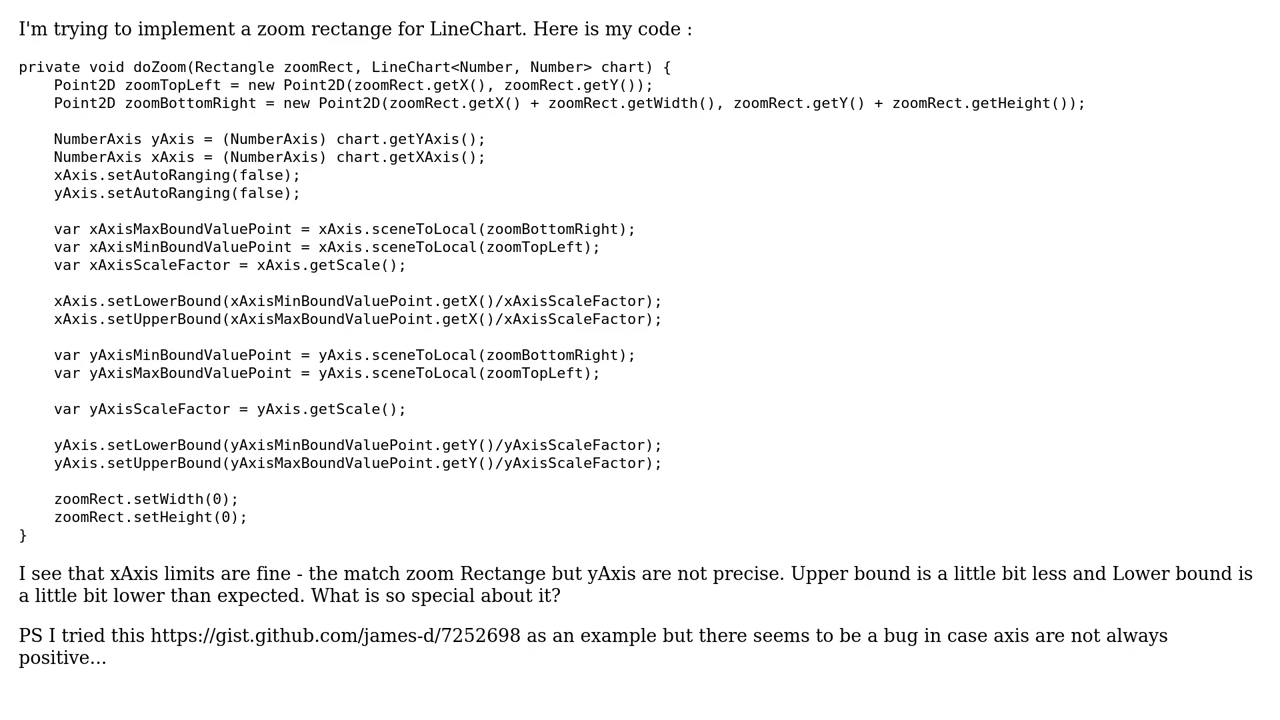 I'm trying to implement a zoom rectange for LineChart. Here is my code :
private void doZoom(Rectangle zoomRect, LineChart<Number, Number> chart) {
    Point2D zoomTopLeft = new Point2D(zoomRect.getX(), zoomRect.getY());
    Point2D zoomBottomRight = new Point2D(zoomRect.getX() + zoomRect.getWidth(), zoomRect.getY() + zoomRect.getHeight());

    NumberAxis yAxis = (NumberAxis) chart.getYAxis();
    NumberAxis xAxis = (NumberAxis) chart.getXAxis();
    xAxis.setAutoRanging(false);
    yAxis.setAutoRanging(false);

    var xAxisMaxBoundValuePoint = xAxis.sceneToLocal(zoomBottomRight);
    var xAxisMinBoundValuePoint = xAxis.sceneToLocal(zoomTopLeft);
    var xAxisScaleFactor = xAxis.getScale();

    xAxis.setLowerBound(xAxisMinBoundValuePoint.getX()/xAxisScaleFactor);
    xAxis.setUpperBound(xAxisMaxBoundValuePoint.getX()/xAxisScaleFactor);

    var yAxisMinBoundValuePoint = yAxis.sceneToLocal(zoomBottomRight);
    var yAxisMaxBoundValuePoint = yAxis.sceneToLocal(zoomTopLeft);

    var yAxisScaleFactor = yAxis.getScale();

    yAxis.setLowerBound(yAxisMinBoundValuePoint.getY()/yAxisScaleFactor);
    yAxis.setUpperBound(yAxisMaxBoundValuePoint.getY()/yAxisScaleFactor);

    zoomRect.setWidth(0);
    zoomRect.setHeight(0);
}
I see that xAxis limits are fine - the match zoom Rectange but yAxis are not precise. Upper bound is a little bit less and Lower bound is
a little bit lower than expected. What is so special about it?
PS I tried this https://gist.github.com/james-d/7252698 as an example but there seems to be a bug in case axis are not always
positive...